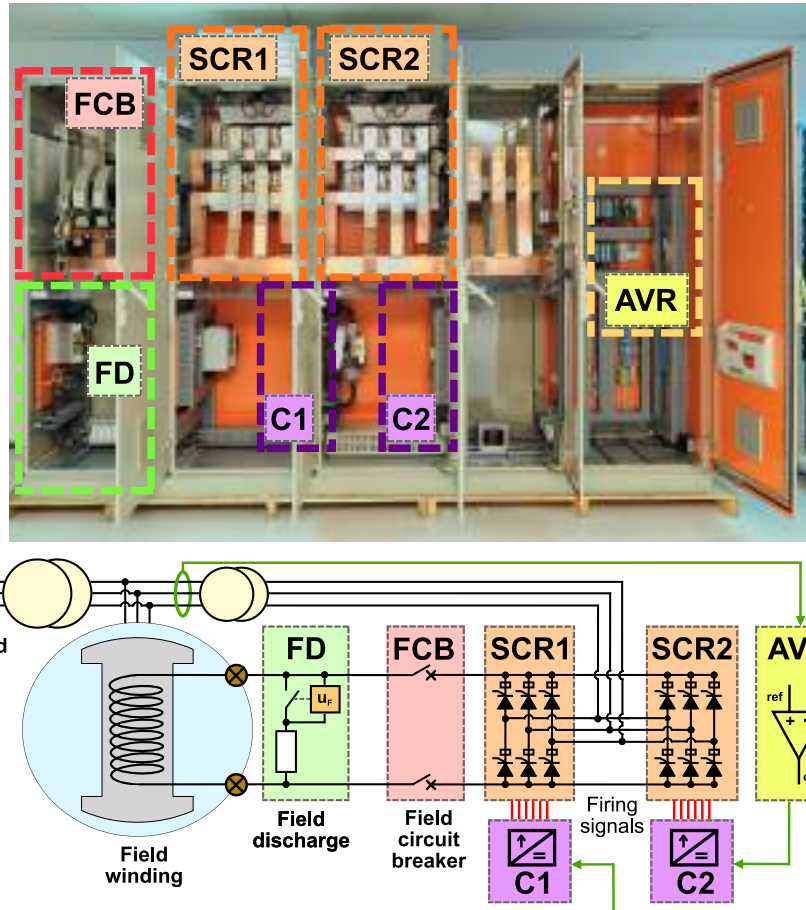 SCR1
SCR2
FCB
AVR
FD
C1
C2
d
FD
FCB
SCR1
SCR2
AV
uF
ref
+
+
-
Field
discharge
Field
circuit
breaker
Firing
signals
Field
winding
C1
C2